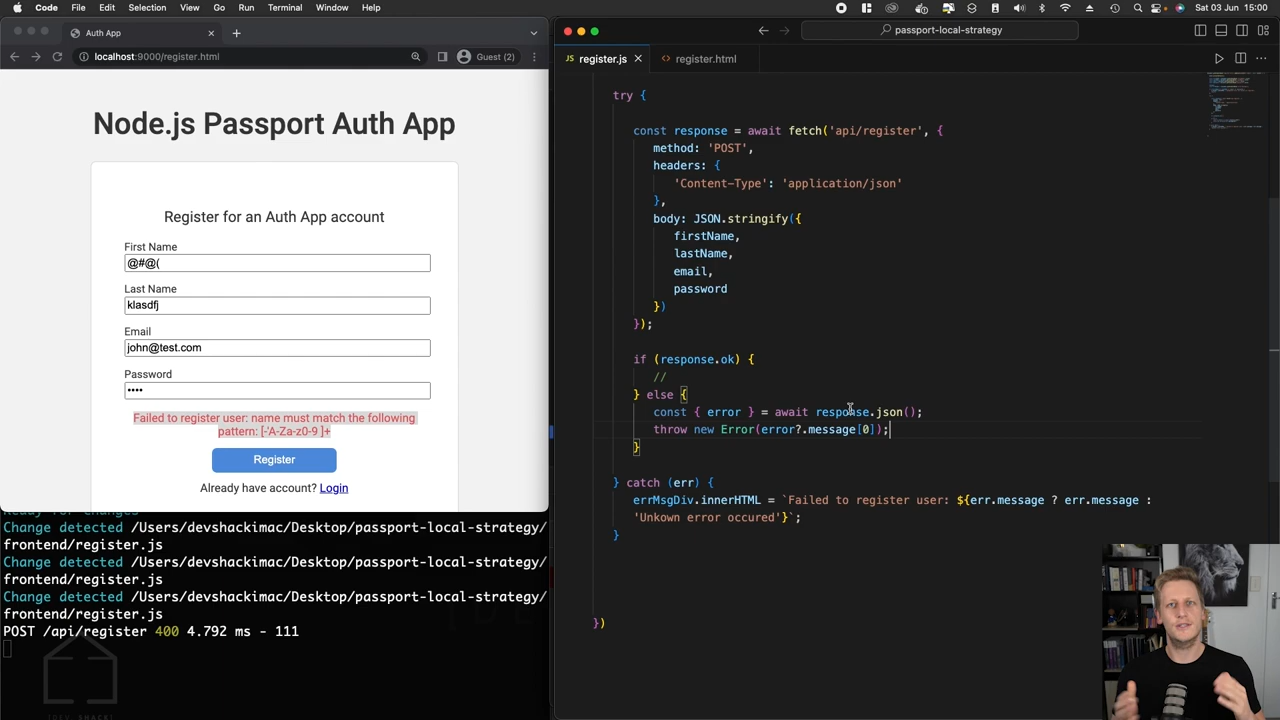 Code File Edit Selection View Go Run Terminal Window Help
Sat 03 Jun 15:00
Auth App
localhost:9000/register.html
Guest (2)
Node.js Passport Auth App
Register for an Auth App account
First Name
@#@(
Last Name
klasdfj
Email
john@test.com
Password
••••
Failed to register user: name must match the following
pattern: [-'A-Za-z0-9 ]+
Register
Already have account? Login
Ready for changes
Change detected /Users/devshackimac/Desktop/passport-local-strategy/
frontend/register.js
Change detected /Users/devshackimac/Desktop/passport-local-strategy/
frontend/register.js
Change detected /Users/devshackimac/Desktop/passport-local-strategy/
frontend/register.js
POST /api/register 400 4.792 ms - 111
passport-local-strategy
JS register.js
<> register.html
try {
const response = await fetch('api/register', {
method: 'POST',
headers: {
'Content-Type': 'application/json'
},
body: JSON.stringify({
firstName,
lastName,
email,
password
})
});
if (response.ok) {
//
} else {
const { error } = await response.json();
throw new Error(error?.message[0]);
}
} catch (err) {
errMsgDiv.innerHTML = `Failed to register user: ${err.message ? err.message :
'Unkown error occured'}`;
}
})